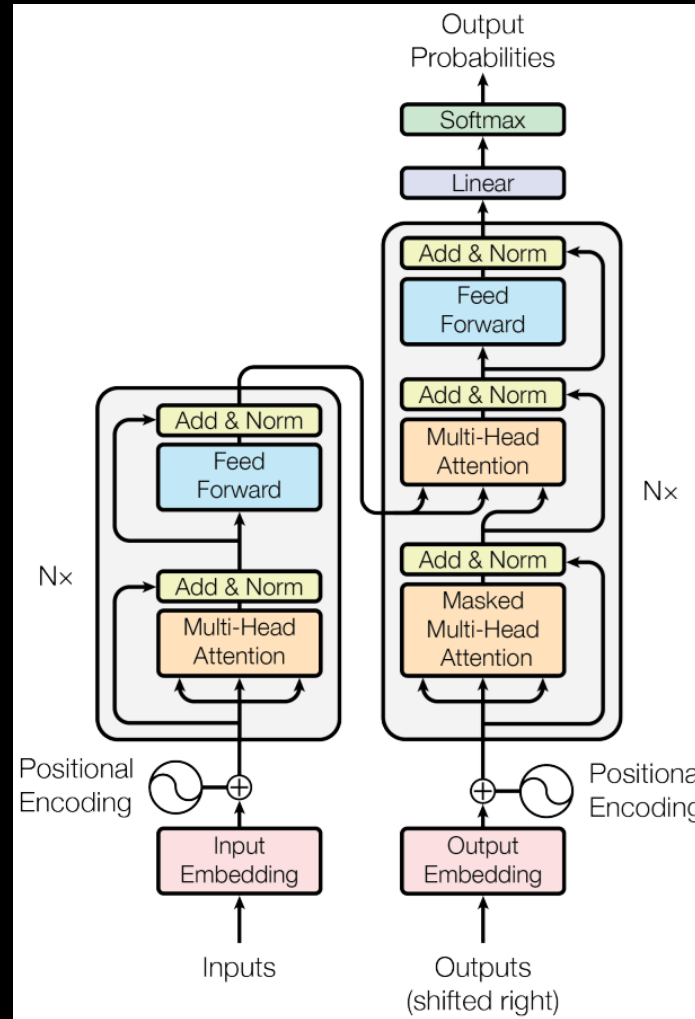 Output
Probabilities
Softmax
Linear
Add & Norm
Feed
Forward
Add & Norm
Multi-Head
Attention
Nx
Add & Norm
Masked
Multi-Head
Attention
Add & Norm
Feed
Forward
Nx
Add & Norm
Multi-Head
Attention
Positional
Encoding
Positiona
Encoding
Input
Embedding
Output
Embedding
Inputs
Outputs
(shifted right)